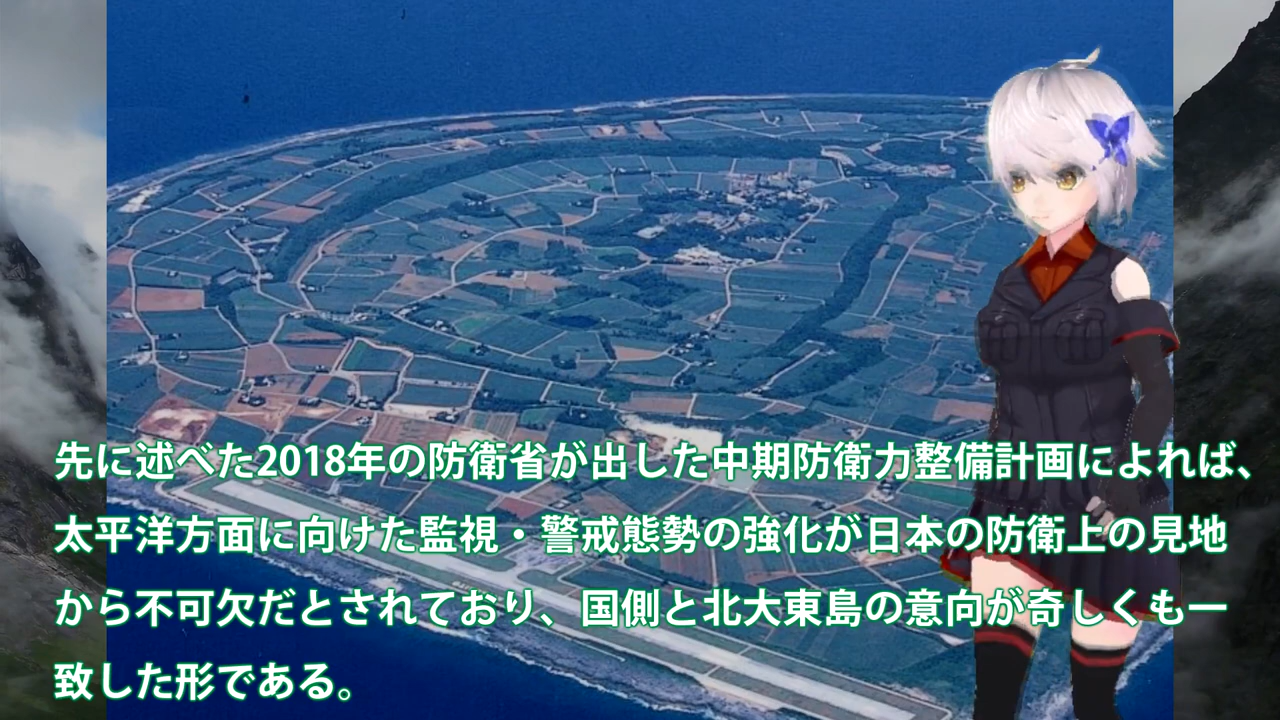 先に述べた2018年の防衛省が出した中期防衛力整備計画によれば、
太平洋方面に向けた監視・警戒態勢の強化が日本の防衛上の見地
から不可欠だとされており、国側と北大東島の意向が奇しくも一
致した形である。